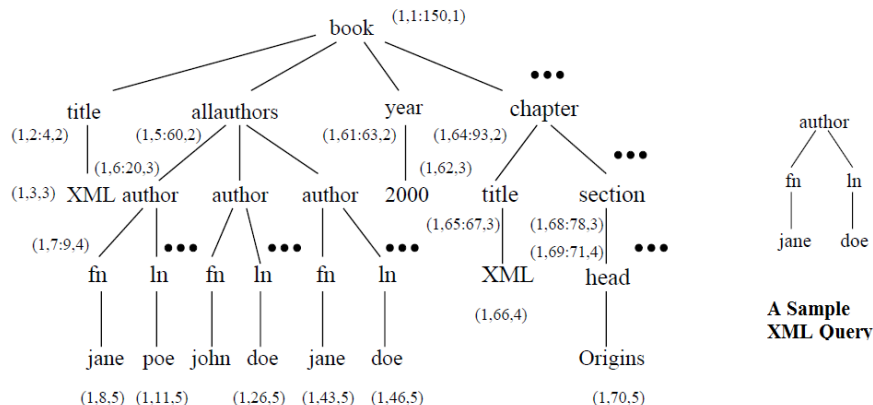 book (1,1:150,1)
title allauthors year chapter
(1,2:4,2) (1,5:60,2) (1,61:63,2) (1,64:93,2)
(1,6:20,3) (1,62,3)
(1,3,3) XML author author author 2000 title section
(1,7:9,4) (1,65:67,3) (1,68:78,3)
(1,69:71,4)
fn ln fn ln fn ln XML head
(1,66,4)
jane poe john doe jane doe Origins
(1,8,5) (1,11,5) (1,26,5) (1,43,5) (1,46,5) (1,70,5)
author
fn ln
jane doe
A Sample
XML Query